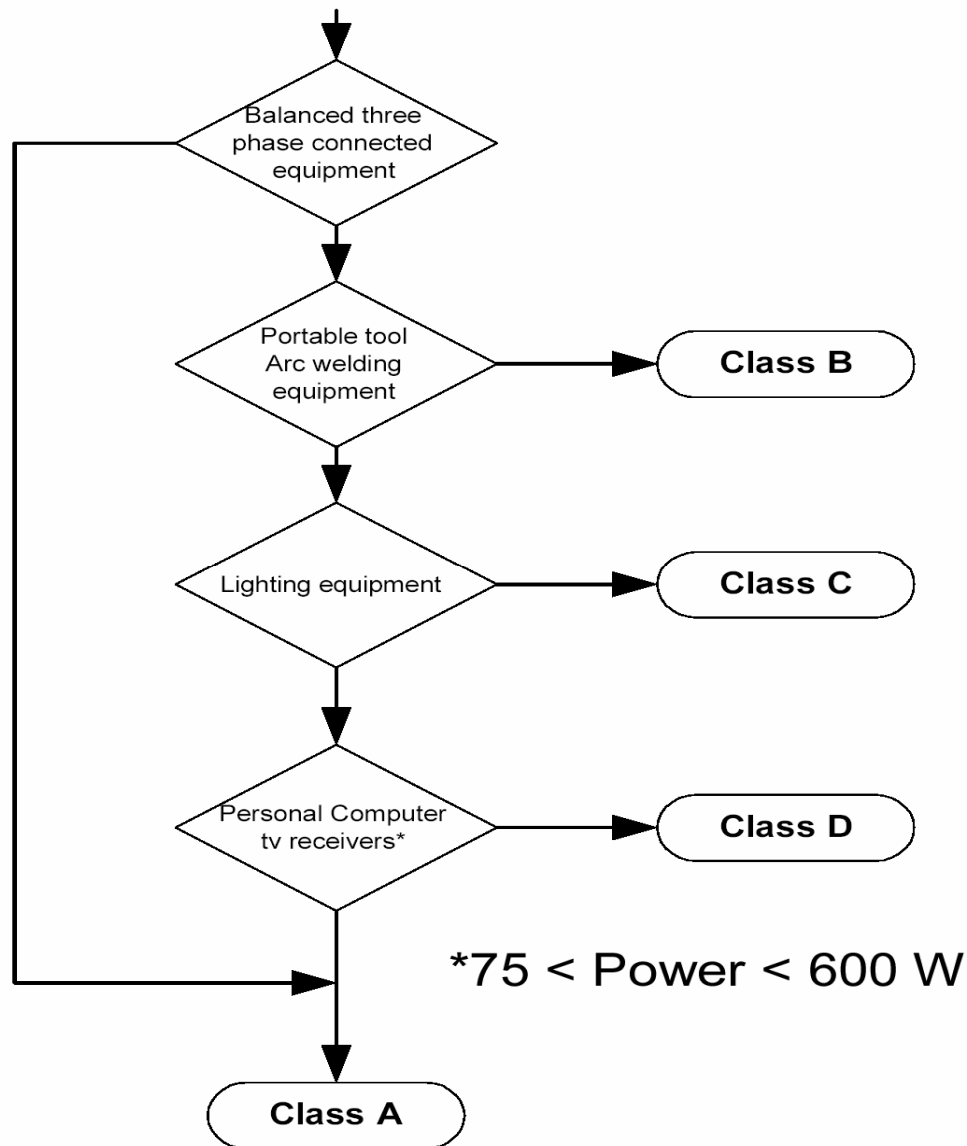 Balanced three
phase connected
equipment
Portable tool
Arc welding
equipment
Class B
Lighting equipment
Class C
Personal Computer
tv receivers*
Class D
*75 < Power < 600 W
Class A